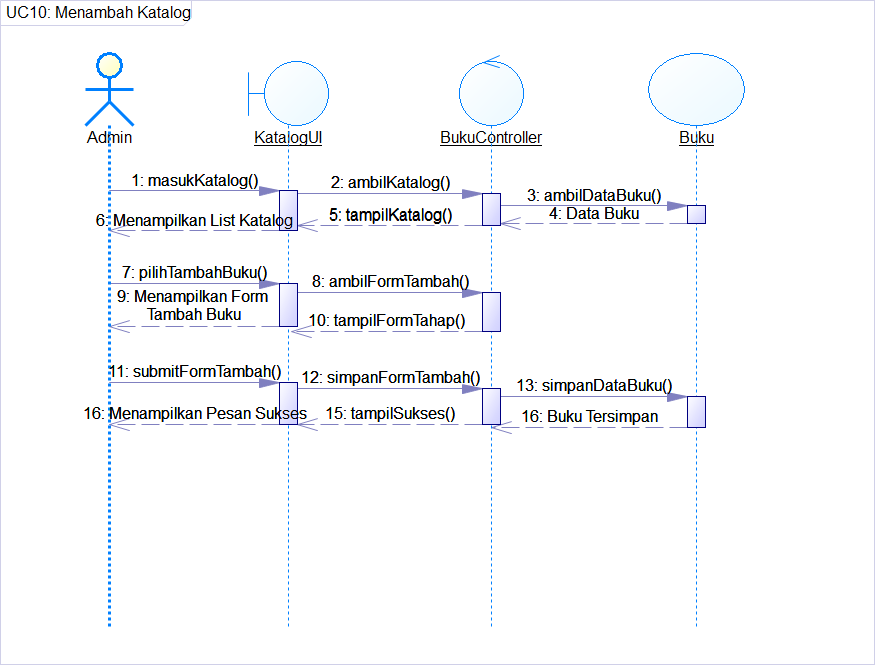 UC10: Menambah Katalog
Admin
KatalogUI
BukuController
Buku
1: masukKatalog()
2: ambilKatalog()
3: ambilDataBuku()
4: Data Buku
5: tampilKatalog()
6: Menampilkan List Katalog
7: pilihTambahBuku()
8: ambilFormTambah()
9: Menampilkan Form
Tambah Buku
10: tampilFormTahap()
11: submitFormTambah()
12: simpanFormTambah()
13: simpanDataBuku()
16: Menampilkan Pesan Sukses
15: tampilSukses()
16: Buku Tersimpan